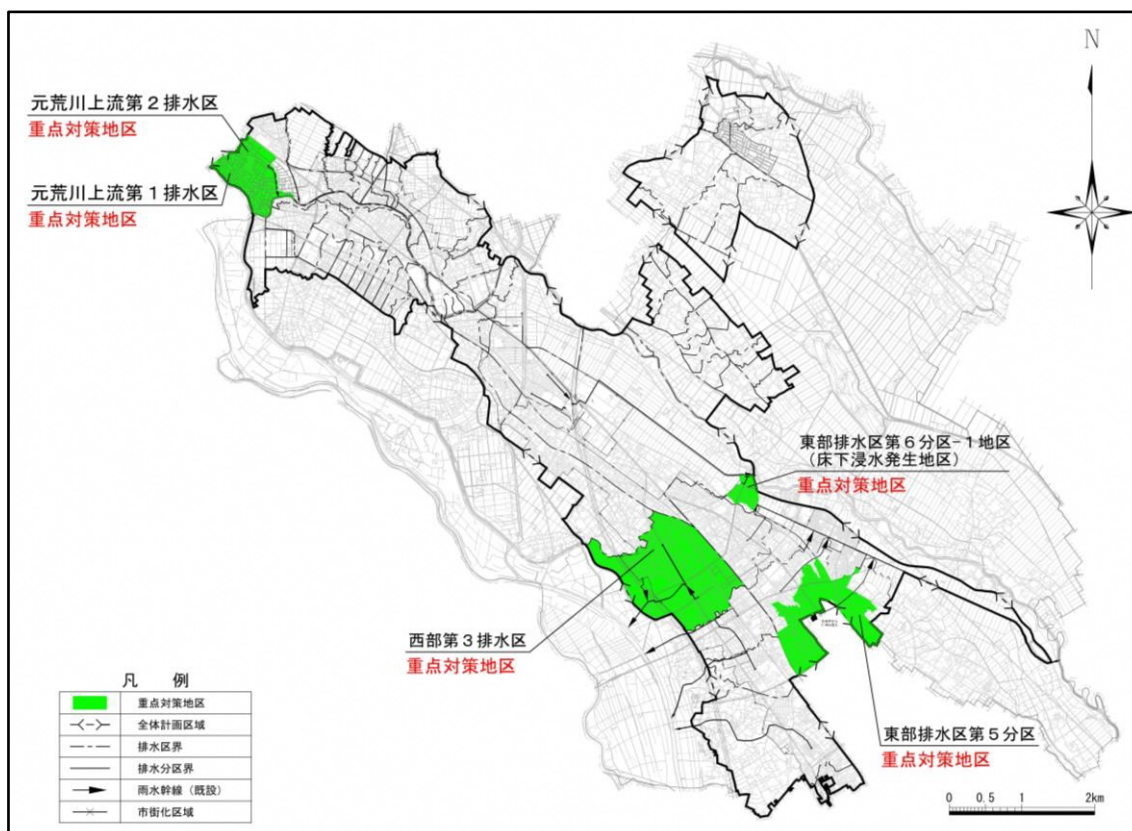 N
元荒川上流第２排水区
重点対策地区
元荒川上流第１排水区
重点対策地区
東部排水区第６分区-１地区
（床下浸水発生地区）
重点対策地区
西部第３排水区
重点対策地区
東部排水区第５分区
重点対策地区
凡 例
重点対策地区
全体計画区域
排水区界
排水分区界
雨水幹線（既設）
市街化区域
0 0.5 1 2km